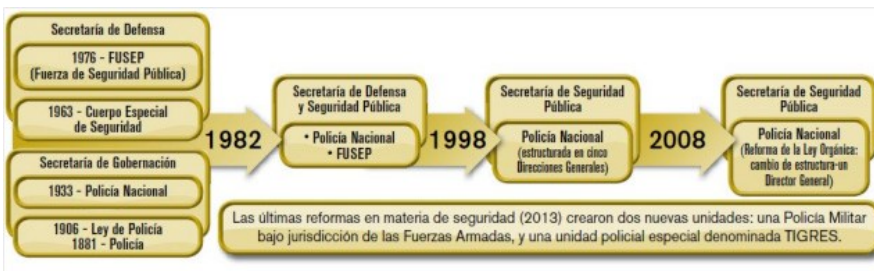 Secretaría de Defensa
1976 - FUSEP
(Fuerza de Seguridad Pública)
1963 - Cuerpo Especial
de Seguridad
Secretaría de Gobernación
1933 - Policía Nacional
1906 - Ley de Policía
1881 - Policía
1982
Secretaría de Defensa
y Seguridad Pública
• Policía Nacional
• FUSEP
1998
Secretaría de Seguridad
Pública
Policía Nacional
(estructurada en cinco
Direcciones Generales)
2008
Secretaría de Seguridad
Pública
Policía Nacional
(Reforma de la Ley Orgánica:
cambio de estructura-un
Director General)
Las últimas reformas en materia de seguridad (2013) crearon dos nuevas unidades: una Policía Militar
bajo jurisdicción de las Fuerzas Armadas, y una unidad policial especial denominada TIGRES.